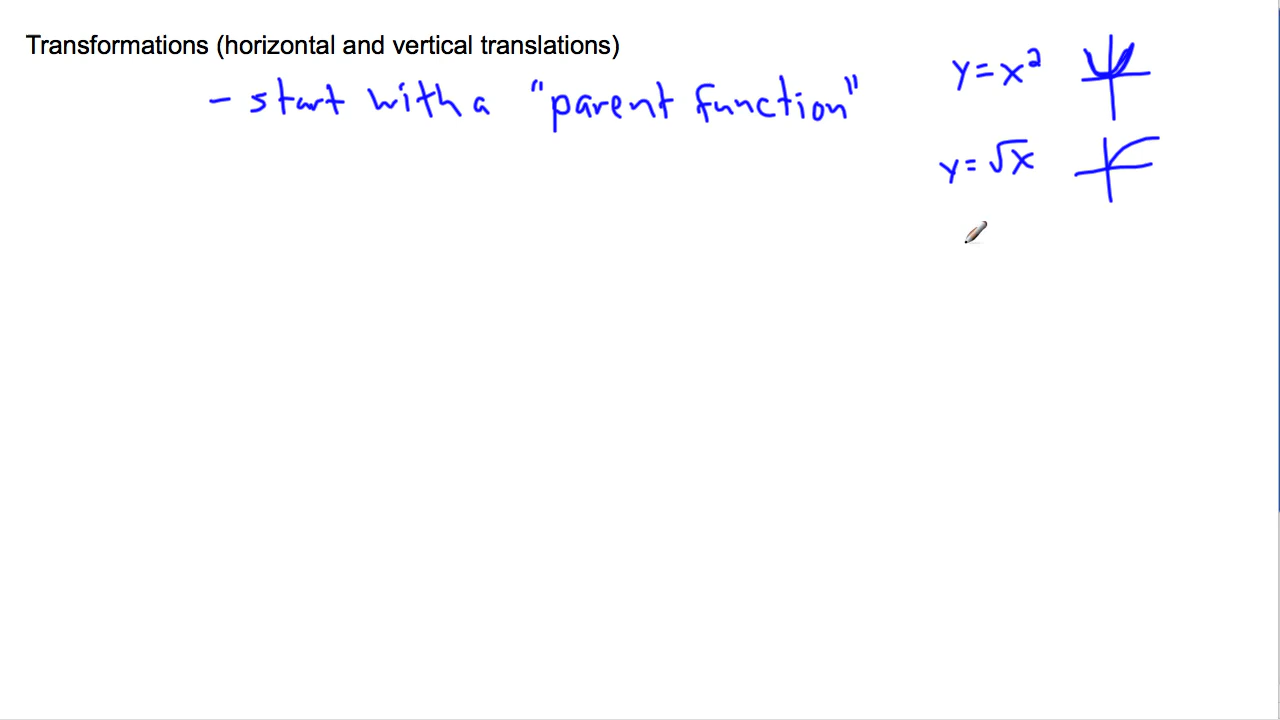 Transformations (horizontal and vertical translations)
- start with a "parent function"
y=x²
y=√x